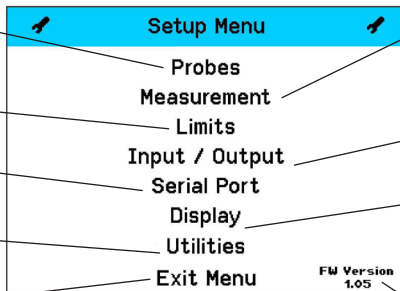 Setup Menu
Probes
Measurement
Limits
Input / Output
Serial Port
Display
Utilities
Exit Menu
FW Version
1.05